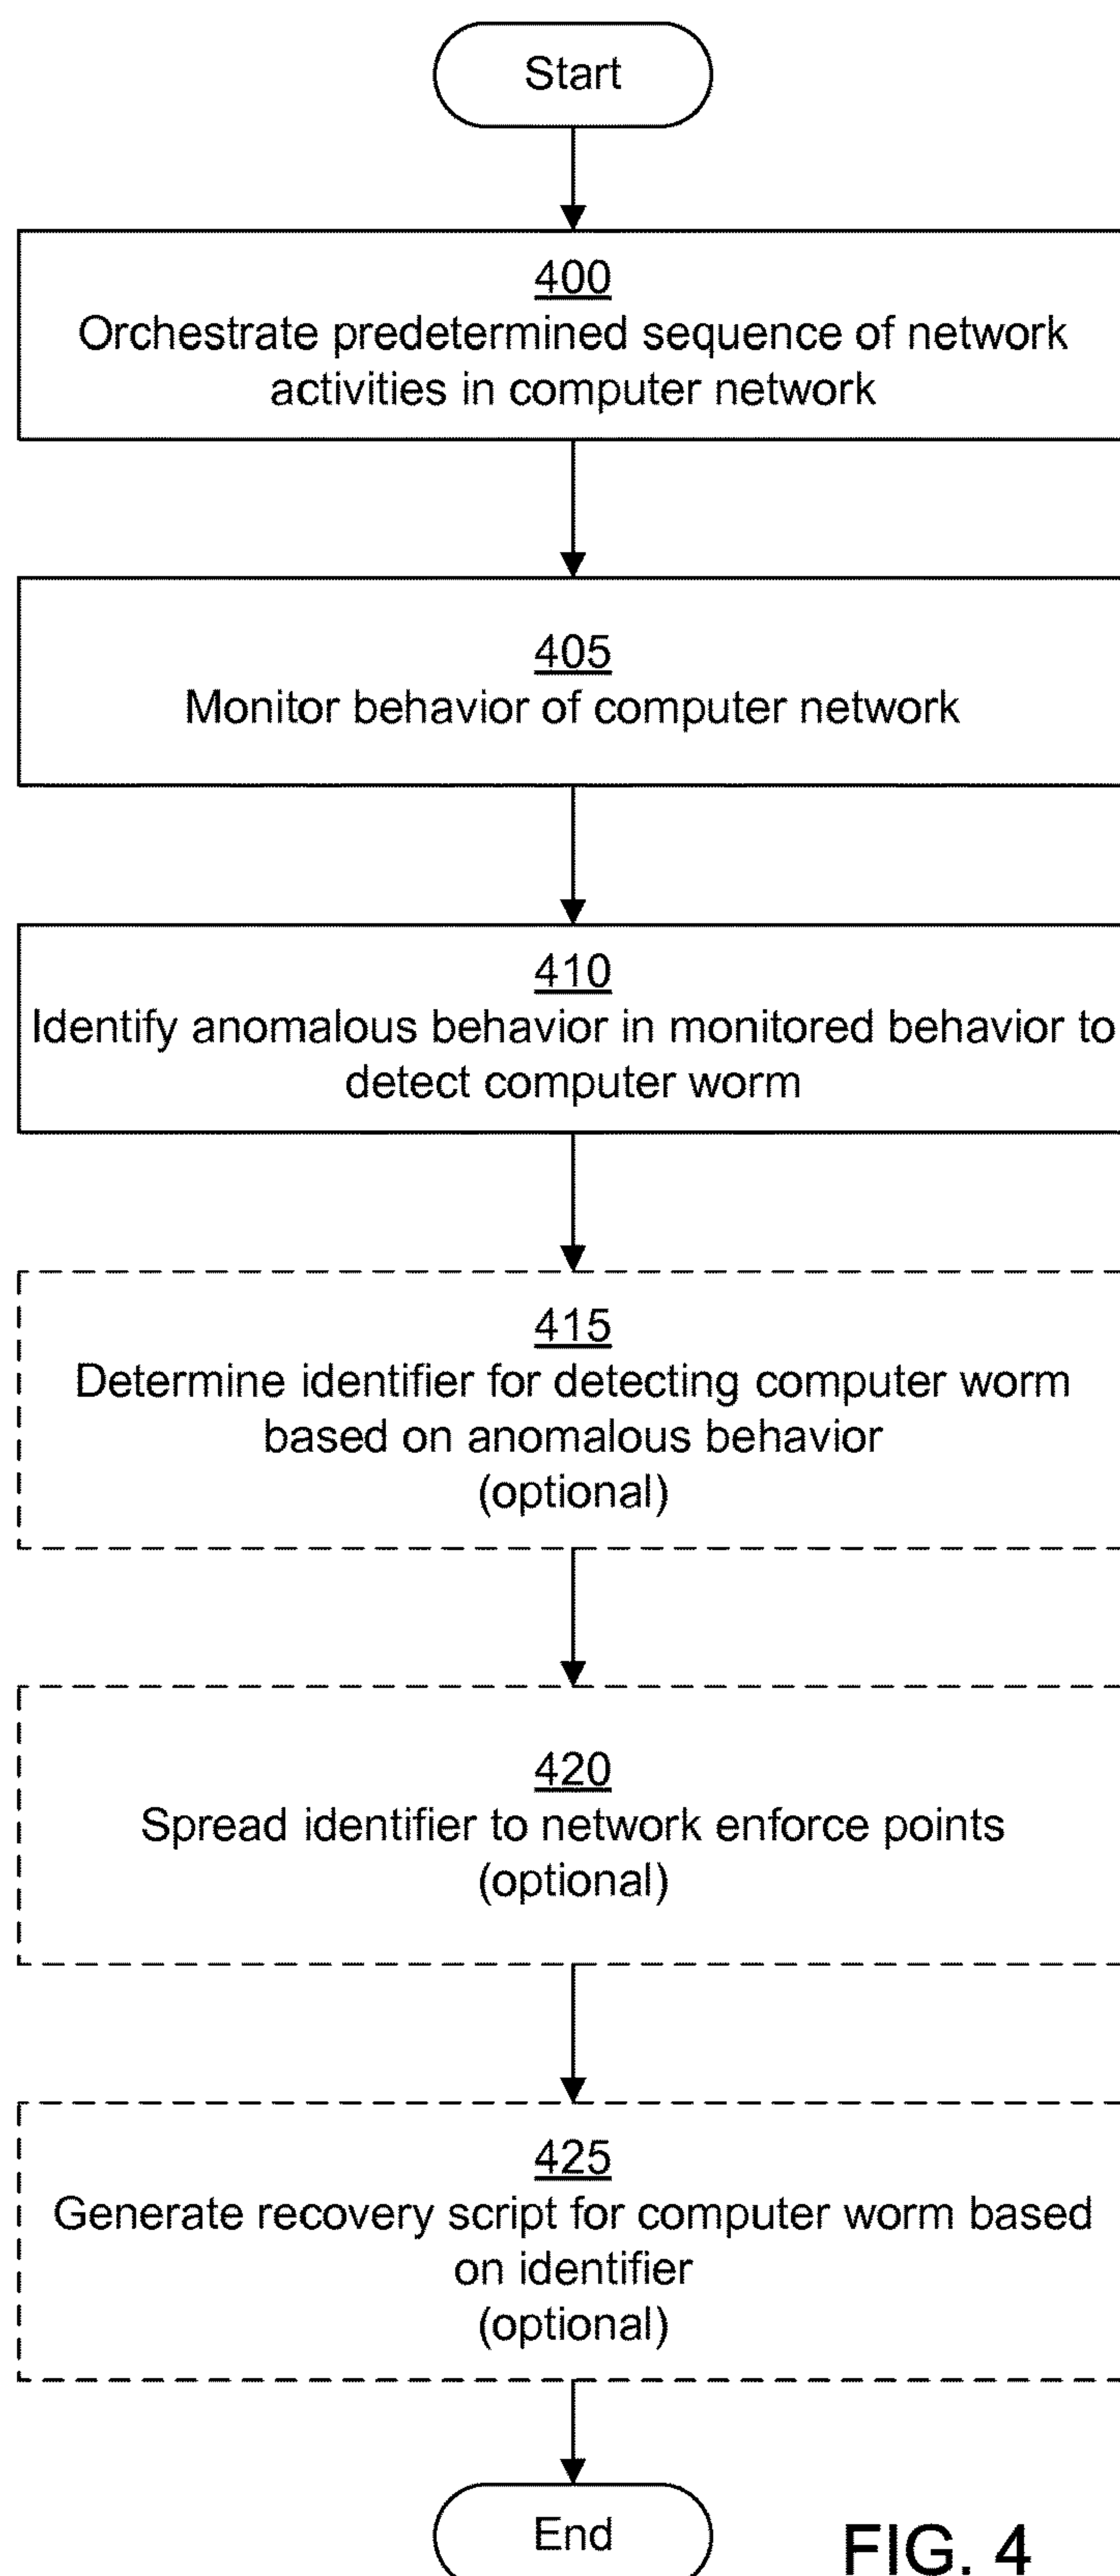 Start
400
Orchestrate predetermined sequence of network
activities in computer network
405
Monitor behavior of computer network
410
Identify anomalous behavior in monitored behavior to
detect computer worm
415
Determine identifier for detecting computer worm
based on anomalous behavior
(optional)
420
Spread identifier to network enforce points
(optional)
425
Generate recovery script for computer worm based
on identifier
(optional)
End
FIG. 4